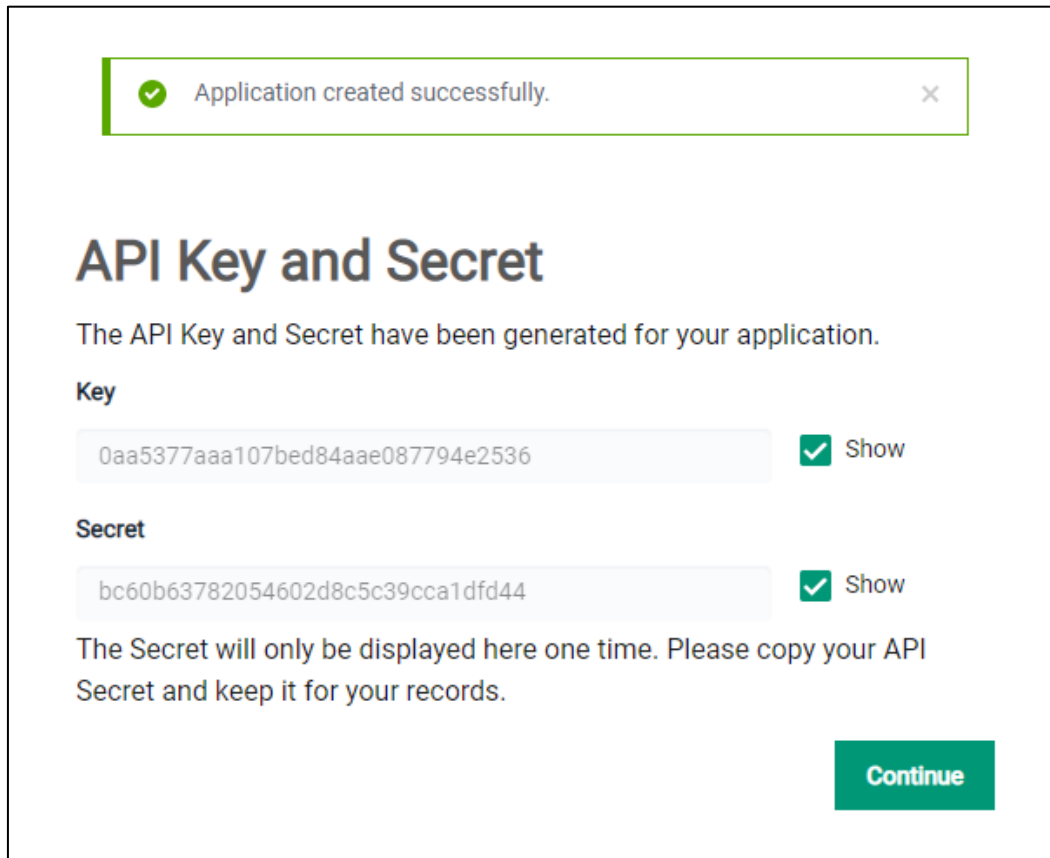 Application created successfully.
API Key and Secret
The API Key and Secret have been generated for your application.
Key
0aa5377aaa107bed84aae087794e2536
Show
Secret
bc60b63782054602d8c5c39cca1dfd44
Show
The Secret will only be displayed here one time. Please copy your API
Secret and keep it for your records.
Continue